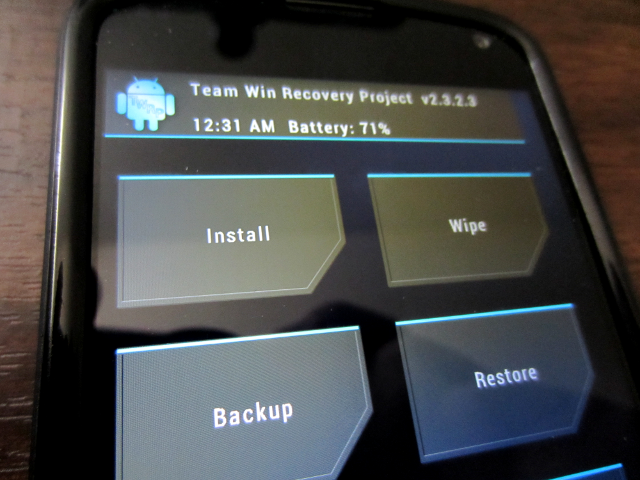 Team Win Recovery Project v2.3.2.3
12:31 AM Battery: 71%
Install
Wipe
Backup
Restore